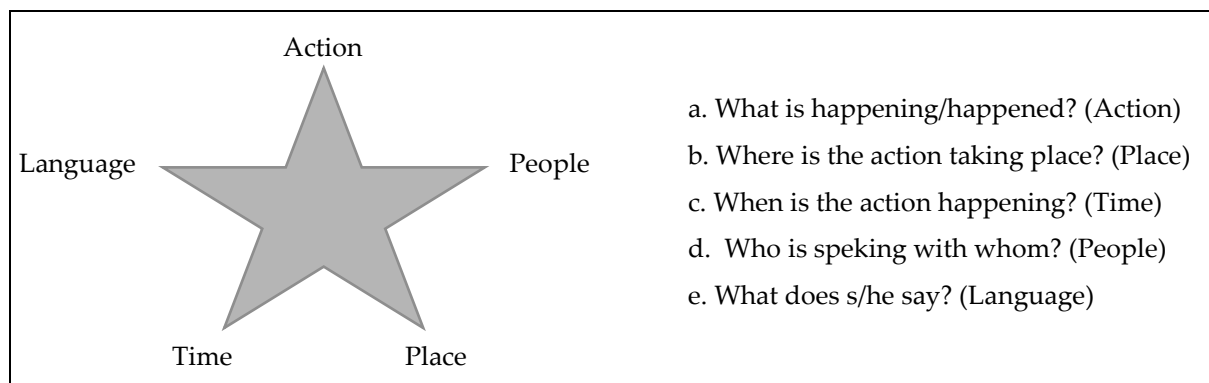 Action
Language
People
Time
Place
a. What is happening/happened? (Action)
b. Where is the action taking place? (Place)
c. When is the action happening? (Time)
d. Who is speking with whom? (People)
e. What does s/he say? (Language)